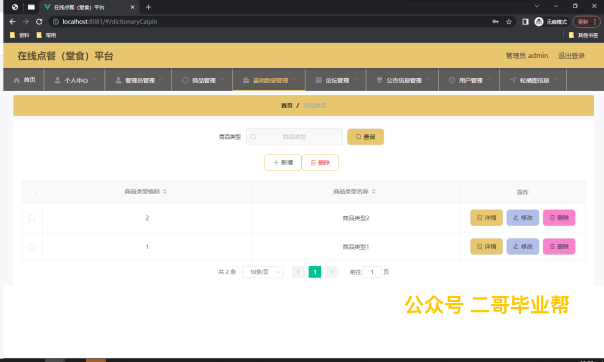 在线点餐（堂食）平台
localhost:8081/#/dictionaryCaipin
无痕模式
更新
资料
常用
其他书签
在线点餐（堂食）平台
管理员 admin 退出登录
首页 个人中心 管理员管理 商品管理 基础数据管理 论坛管理 公告信息管理 用户管理 轮播图信息
首页 / 商品类型
商品类型 商品类型 查询
新增 删除
商品类型编码 商品类型名称 操作
2 商品类型2 详情 修改 删除
1 商品类型1 详情 修改 删除
共 2 条 10条/页 1 前往 1 页
公众号 二哥毕业帮